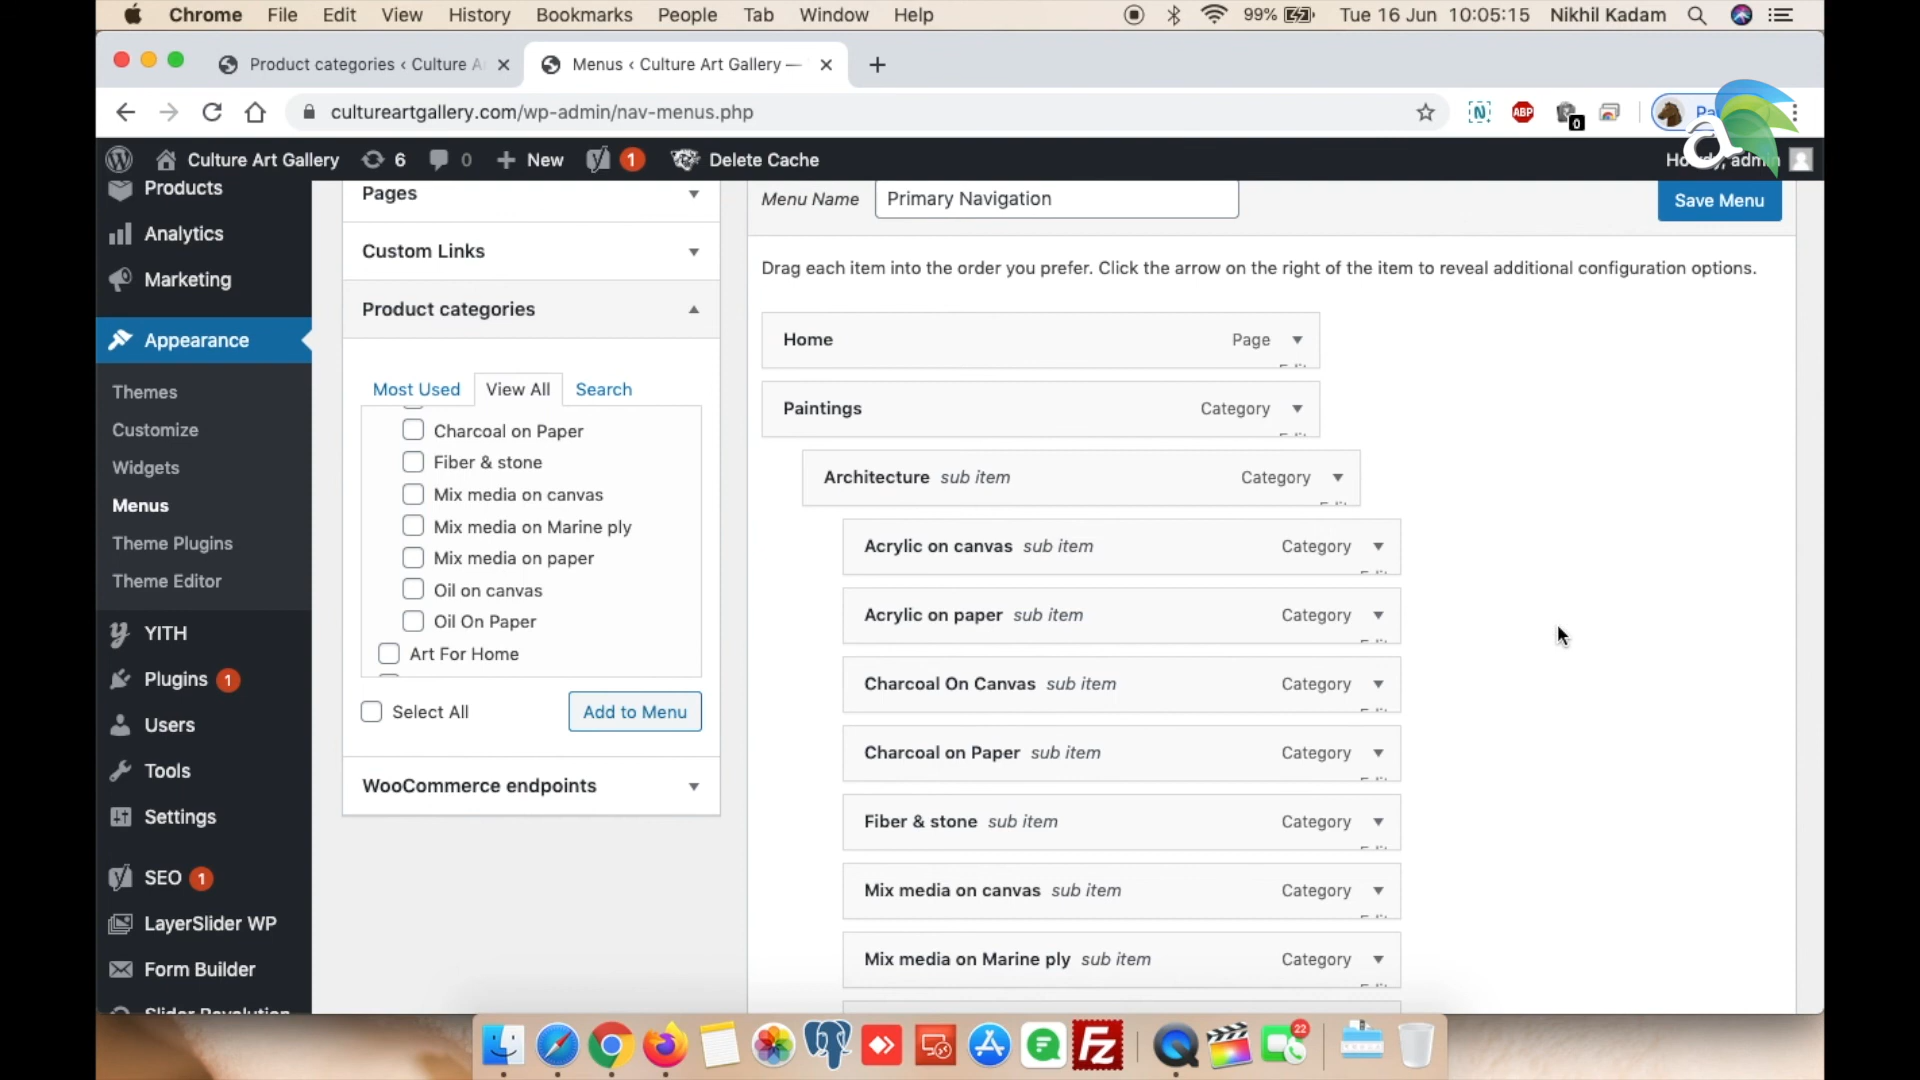 Chrome File Edit View History Bookmarks People Tab Window Help 99% Tue 16 Jun 10:05:15 Nikhil Kadam
Product categories ‹ Culture A
Menus ‹ Culture Art Gallery —
cultureartgallery.com/wp-admin/nav-menus.php
ABP
0
Culture Art Gallery 6 0 New 1 Delete Cache
admin
Products
Analytics
Marketing
Appearance
Themes
Customize
Widgets
Menus
Theme Plugins
Theme Editor
YITH
Plugins 1
Users
Tools
Settings
SEO 1
LayerSlider WP
Form Builder
Slider Revolution
Pages
Custom Links
Product categories
Most Used View All Search
Charcoal on Paper
Fiber & stone
Mix media on canvas
Mix media on Marine ply
Mix media on paper
Oil on canvas
Oil On Paper
Art For Home
Select All Add to Menu
WooCommerce endpoints
Menu Name Primary Navigation Save Menu
Drag each item into the order you prefer. Click the arrow on the right of the item to reveal additional configuration options.
Home Page
Paintings Category
Architecture sub item Category
Acrylic on canvas sub item Category
Acrylic on paper sub item Category
Charcoal On Canvas sub item Category
Charcoal on Paper sub item Category
Fiber & stone sub item Category
Mix media on canvas sub item Category
Mix media on Marine ply sub item Category
22